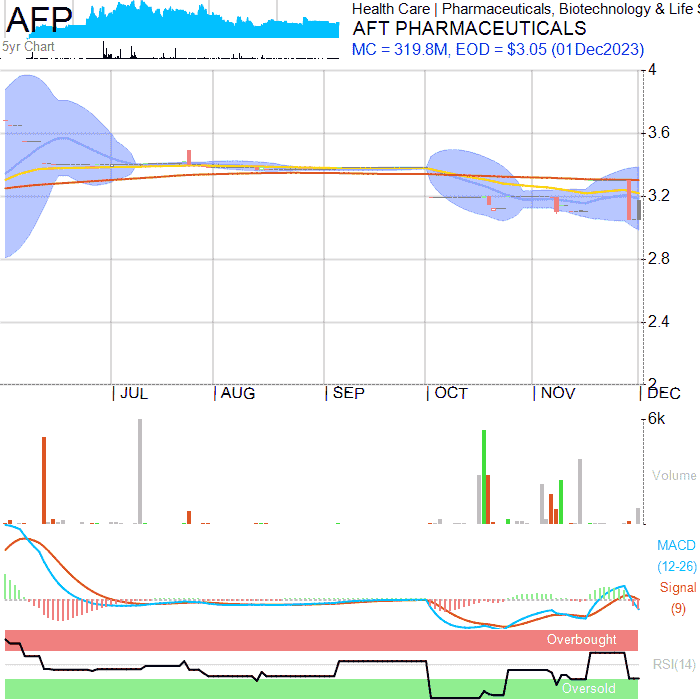 AFP
5yr Chart
Health Care | Pharmaceuticals, Biotechnology & Life S
AFT PHARMACEUTICALS
MC = 319.8M, EOD = $3.05 (01Dec2023)
4
3.6
3.2
2.8
2.4
2
| JUL | AUG | SEP | OCT | NOV | DEC
6k
Volume
MACD
(12-26)
Signal
(9)
Overbought
RSI(14)
Oversold